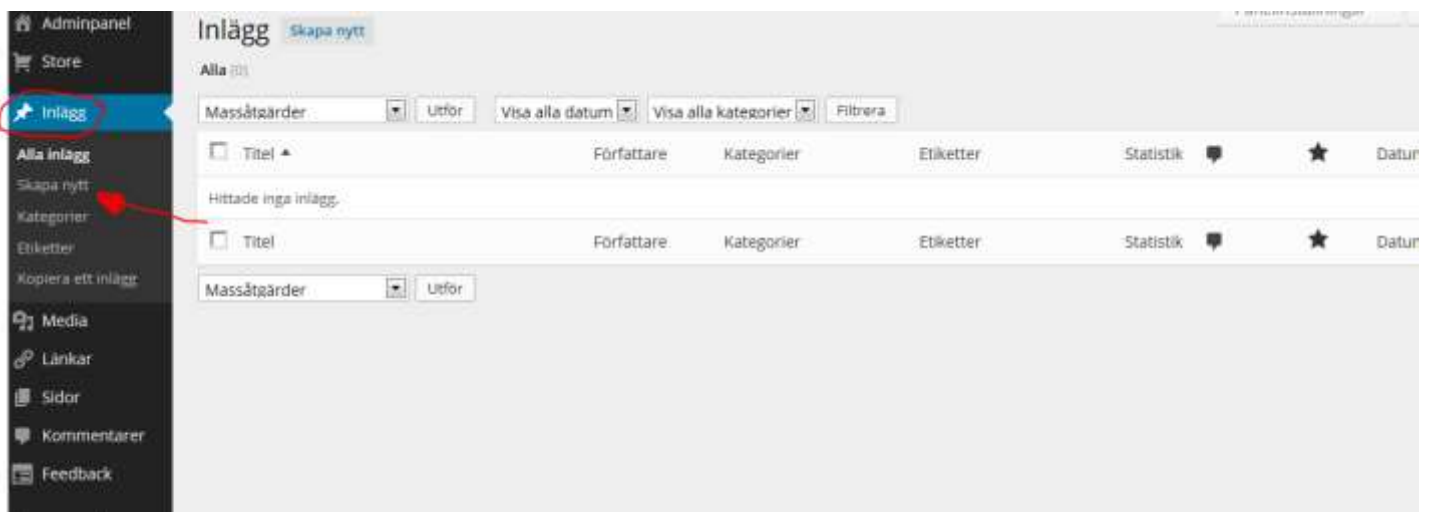 Adminpanel
Store
Inlägg
Alla inlägg
Skapa nytt
Kategorier
Etiketter
Kopiera ett inlägg
Media
Länkar
Sidor
Kommentarer
Feedback
Inlägg Skapa nytt
Alla (0)
Massåtgärder Utför Visa alla datum Visa alla kategorier Filtrera
Titel Författare Kategorier Etiketter Statistik
Hittade inga inlägg.
Titel Författare Kategorier Etiketter Statistik
Massåtgärder Utför